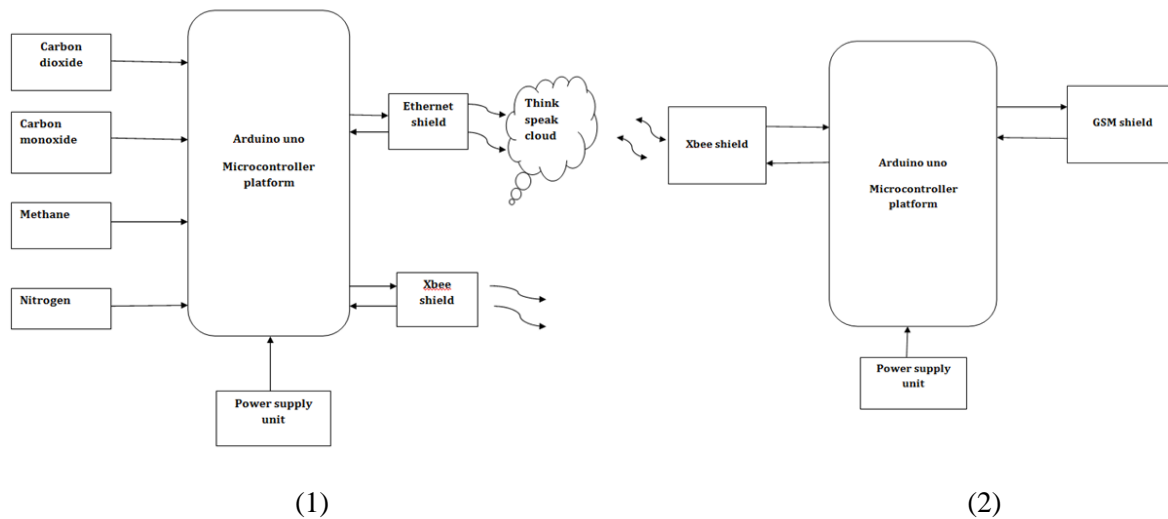 Carbon
dioxide
Carbon
monoxide
Methane
Nitrogen
Arduino uno
Microcontroller
platform
Power supply
unit
Ethernet
shield
Think
speak
cloud
Xbee
shield
(1)
Xbee shield
Arduino uno
Microcontroller
platform
GSM shield
Power supply
unit
(2)